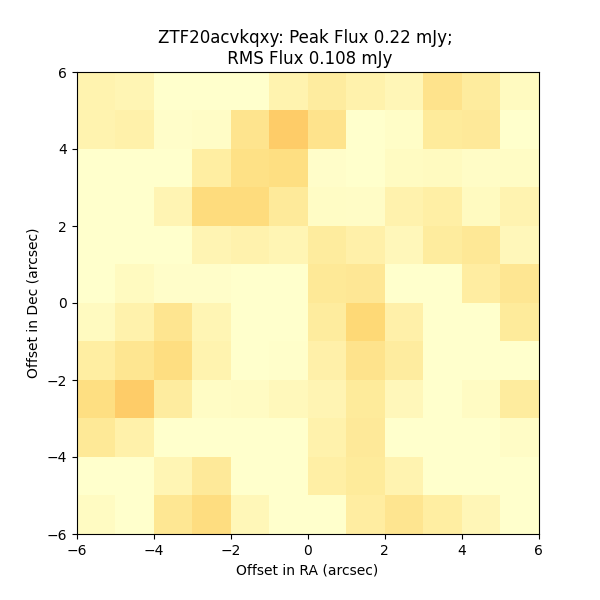 ZTF20acvkqxy: Peak Flux 0.22 mJy;
RMS Flux 0.108 mJy
6
4
2
0
−2
−4
−6
Offset in Dec (arcsec)
−6 −4 −2 0 2 4 6
Offset in RA (arcsec)